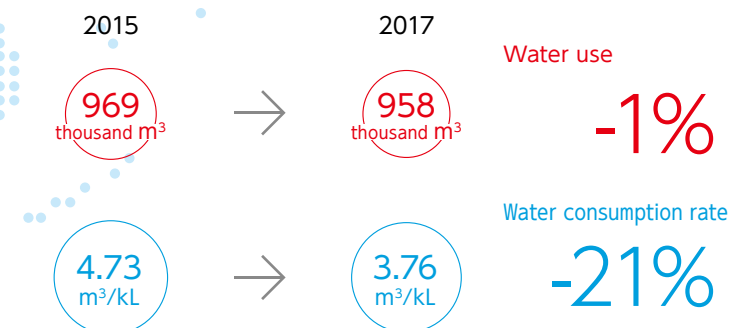 2015
2017
Water use
969
thousand m³
958
thousand m³
-1%
Water consumption rate
4.73
m³/kL
3.76
m³/kL
-21%